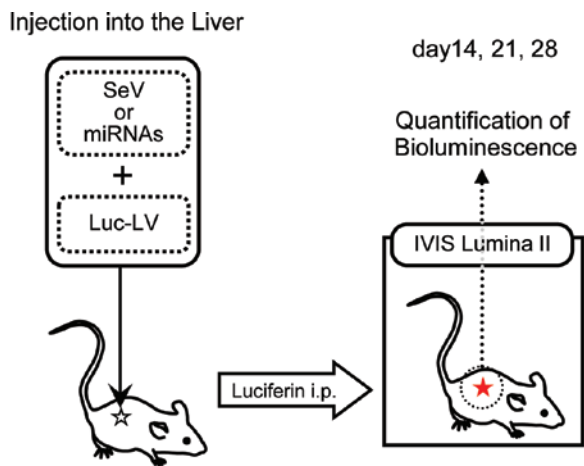 Injection into the Liver
SeV
or
miRNAs
+
Luc-LV
Luciferin i.p.
day14, 21, 28
Quantification of
Bioluminescence
IVIS Lumina II